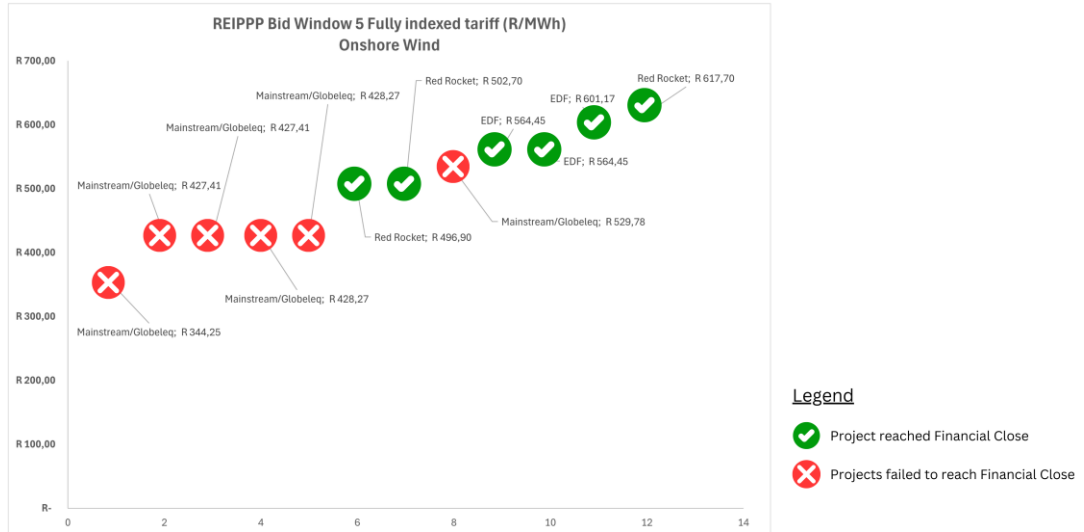 REIPPP Bid Window 5 Fully indexed tariff (R/MWh)
Onshore Wind
R 700,00
R 600,00
R 500,00
R 400,00
R 300,00
R 200,00
R 100,00
R-
0
2
4
6
8
10
12
14
Mainstream/Globeleq; R 344,25
Mainstream/Globeleq; R 427,41
Mainstream/Globeleq; R 427,41
Mainstream/Globeleq; R 428,27
Mainstream/Globeleq; R 428,27
Red Rocket; R 496,90
Red Rocket; R 502,70
Mainstream/Globeleq; R 529,78
EDF; R 564,45
EDF; R 564,45
EDF; R 601,17
Red Rocket; R 617,70
Legend
Project reached Financial Close
Projects failed to reach Financial Close